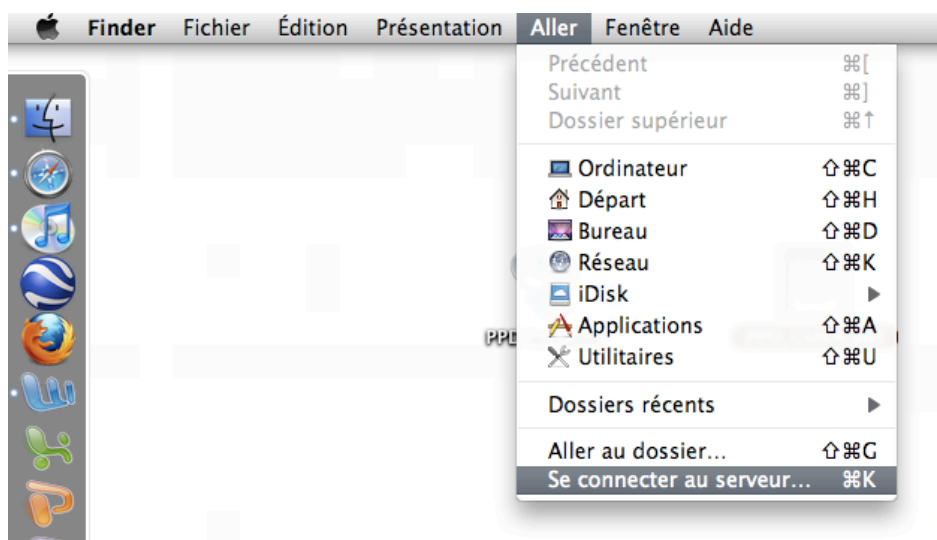 Finder Fichier Édition Présentation Aller Fenêtre Aide
Précédent ⌘[
Suivant ⌘]
Dossier supérieur ⌘↑
Ordinateur ⇧⌘C
Départ ⇧⌘H
Bureau ⇧⌘D
Réseau ⇧⌘K
iDisk ▶
Applications ⇧⌘A
PPD
Utilitaires ⇧⌘U
Dossiers récents ▶
Aller au dossier... ⇧⌘G
Se connecter au serveur... ⌘K